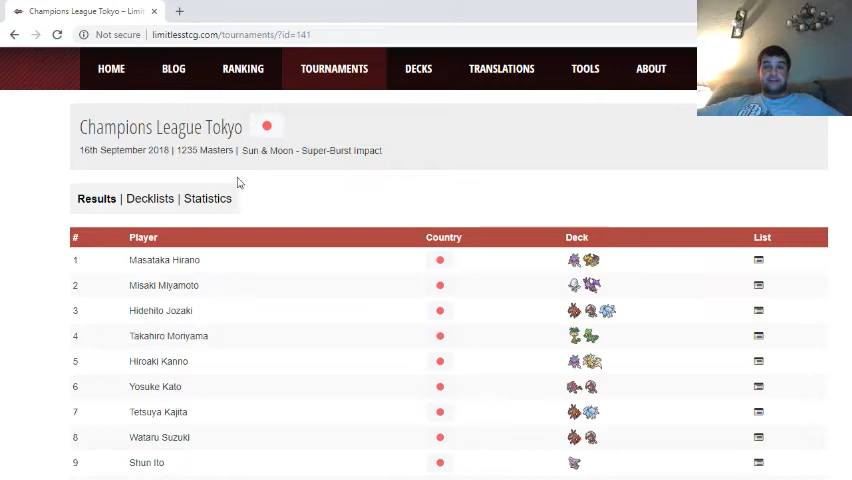 Champions League Tokyo – Limit
Not secure | limitlesstcg.com/tournaments/?id=141
HOME BLOG RANKING TOURNAMENTS DECKS TRANSLATIONS TOOLS ABOUT
Champions League Tokyo
16th September 2018 | 1235 Masters | Sun & Moon - Super-Burst Impact
Results | Decklists | Statistics
# Player Country Deck List
1 Masataka Hirano
2 Misaki Miyamoto
3 Hidehito Jozaki
4 Takahiro Moriyama
5 Hiroaki Kanno
6 Yosuke Kato
7 Tetsuya Kajita
8 Wataru Suzuki
9 Shun Ito